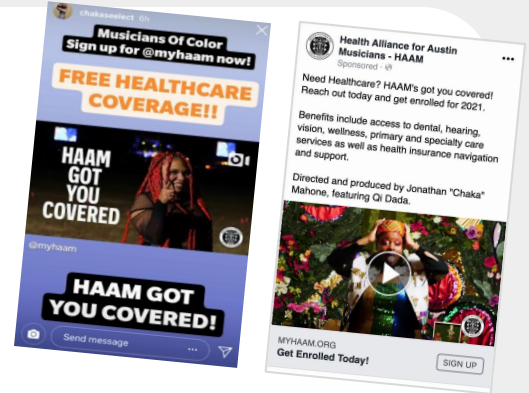 chakaseelect 6h
Musicians Of Color
Sign up for @myhaam now!
FREE HEALTHCARE
COVERAGE!!
HAAM
GOT
YOU
COVERED
@myhaam
HAAM GOT
YOU COVERED!
Send message
Health Alliance for Austin
Musicians - HAAM
Sponsored ·
Need Healthcare? HAAM's got you covered!
Reach out today and get enrolled for 2021.
Benefits include access to dental, hearing,
vision, wellness, primary and specialty care
services as well as health insurance navigation
and support.
Directed and produced by Jonathan "Chaka"
Mahone, featuring Qi Dada.
MYHAAM.ORG
Get Enrolled Today!
SIGN UP